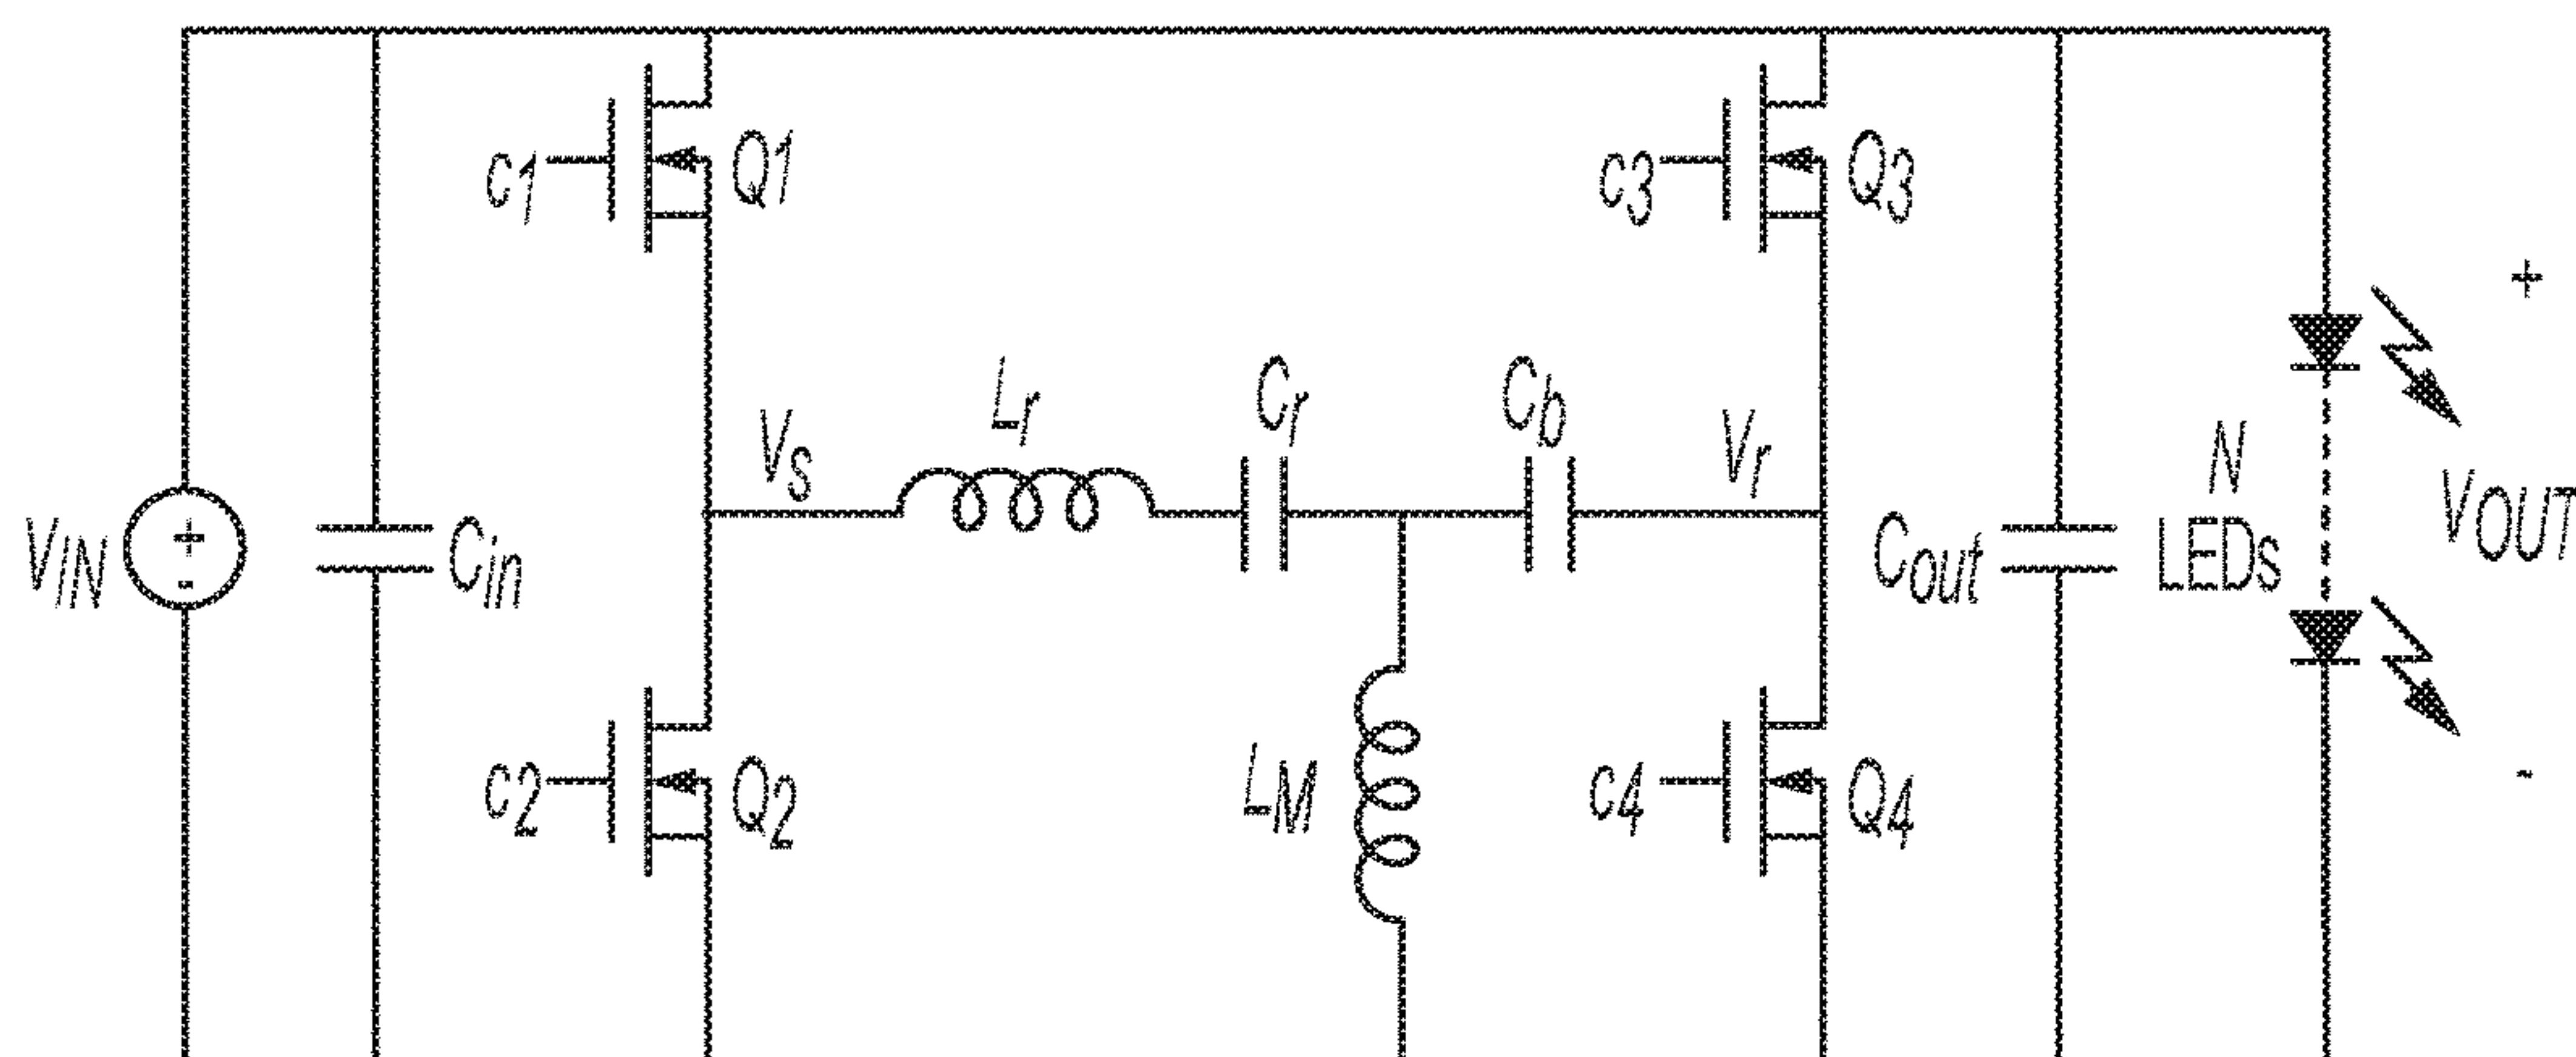 c1
Q1
c3
Q3
+
VS
Lr
Cr
Cb
Vr
N
LEDs
VOUT
VIN
+
-
Cin
Cout
c2
Q2
LM
c4
Q4
-